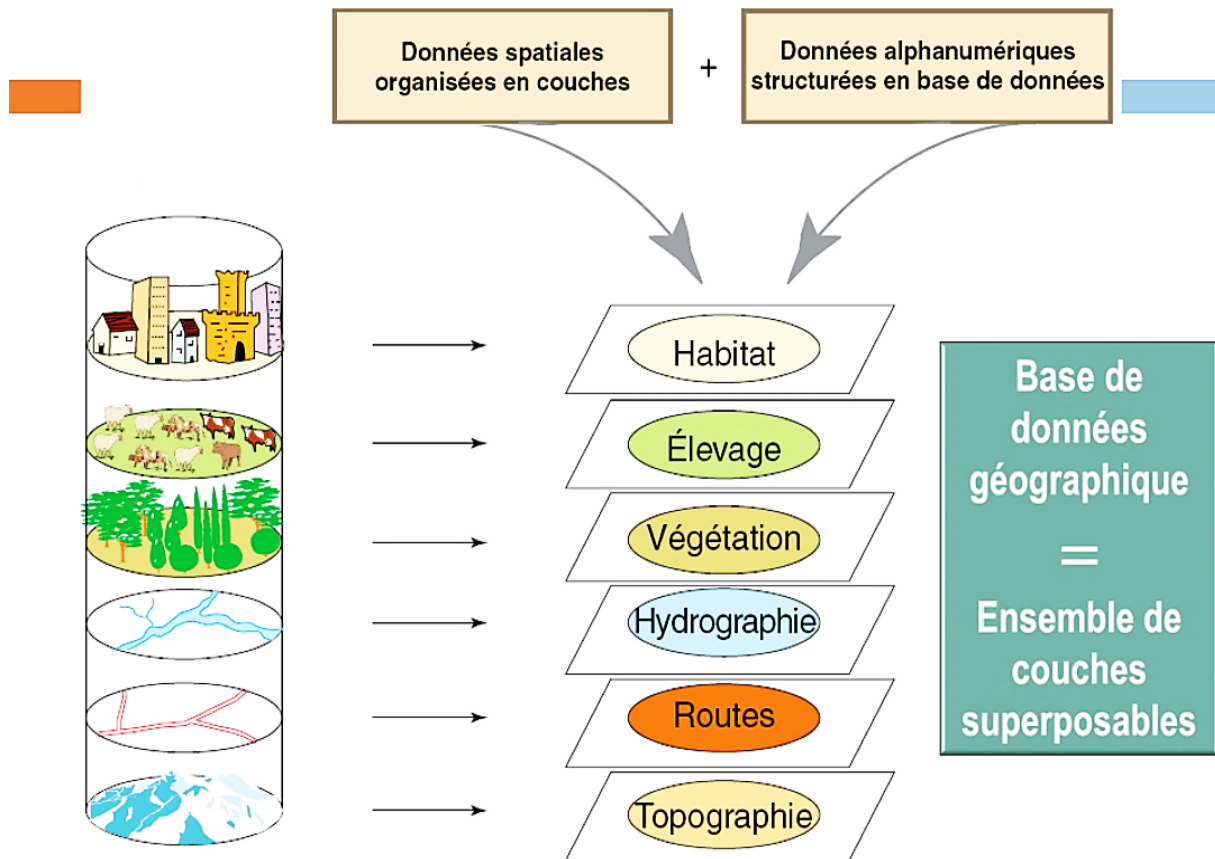 Données spatiales
organisées en couches
+
Données alphanumériques
structurées en base de données
Habitat
Élevage
Végétation
Hydrographie
Routes
Topographie
Base de
données
géographique
=
Ensemble de
couches
superposables